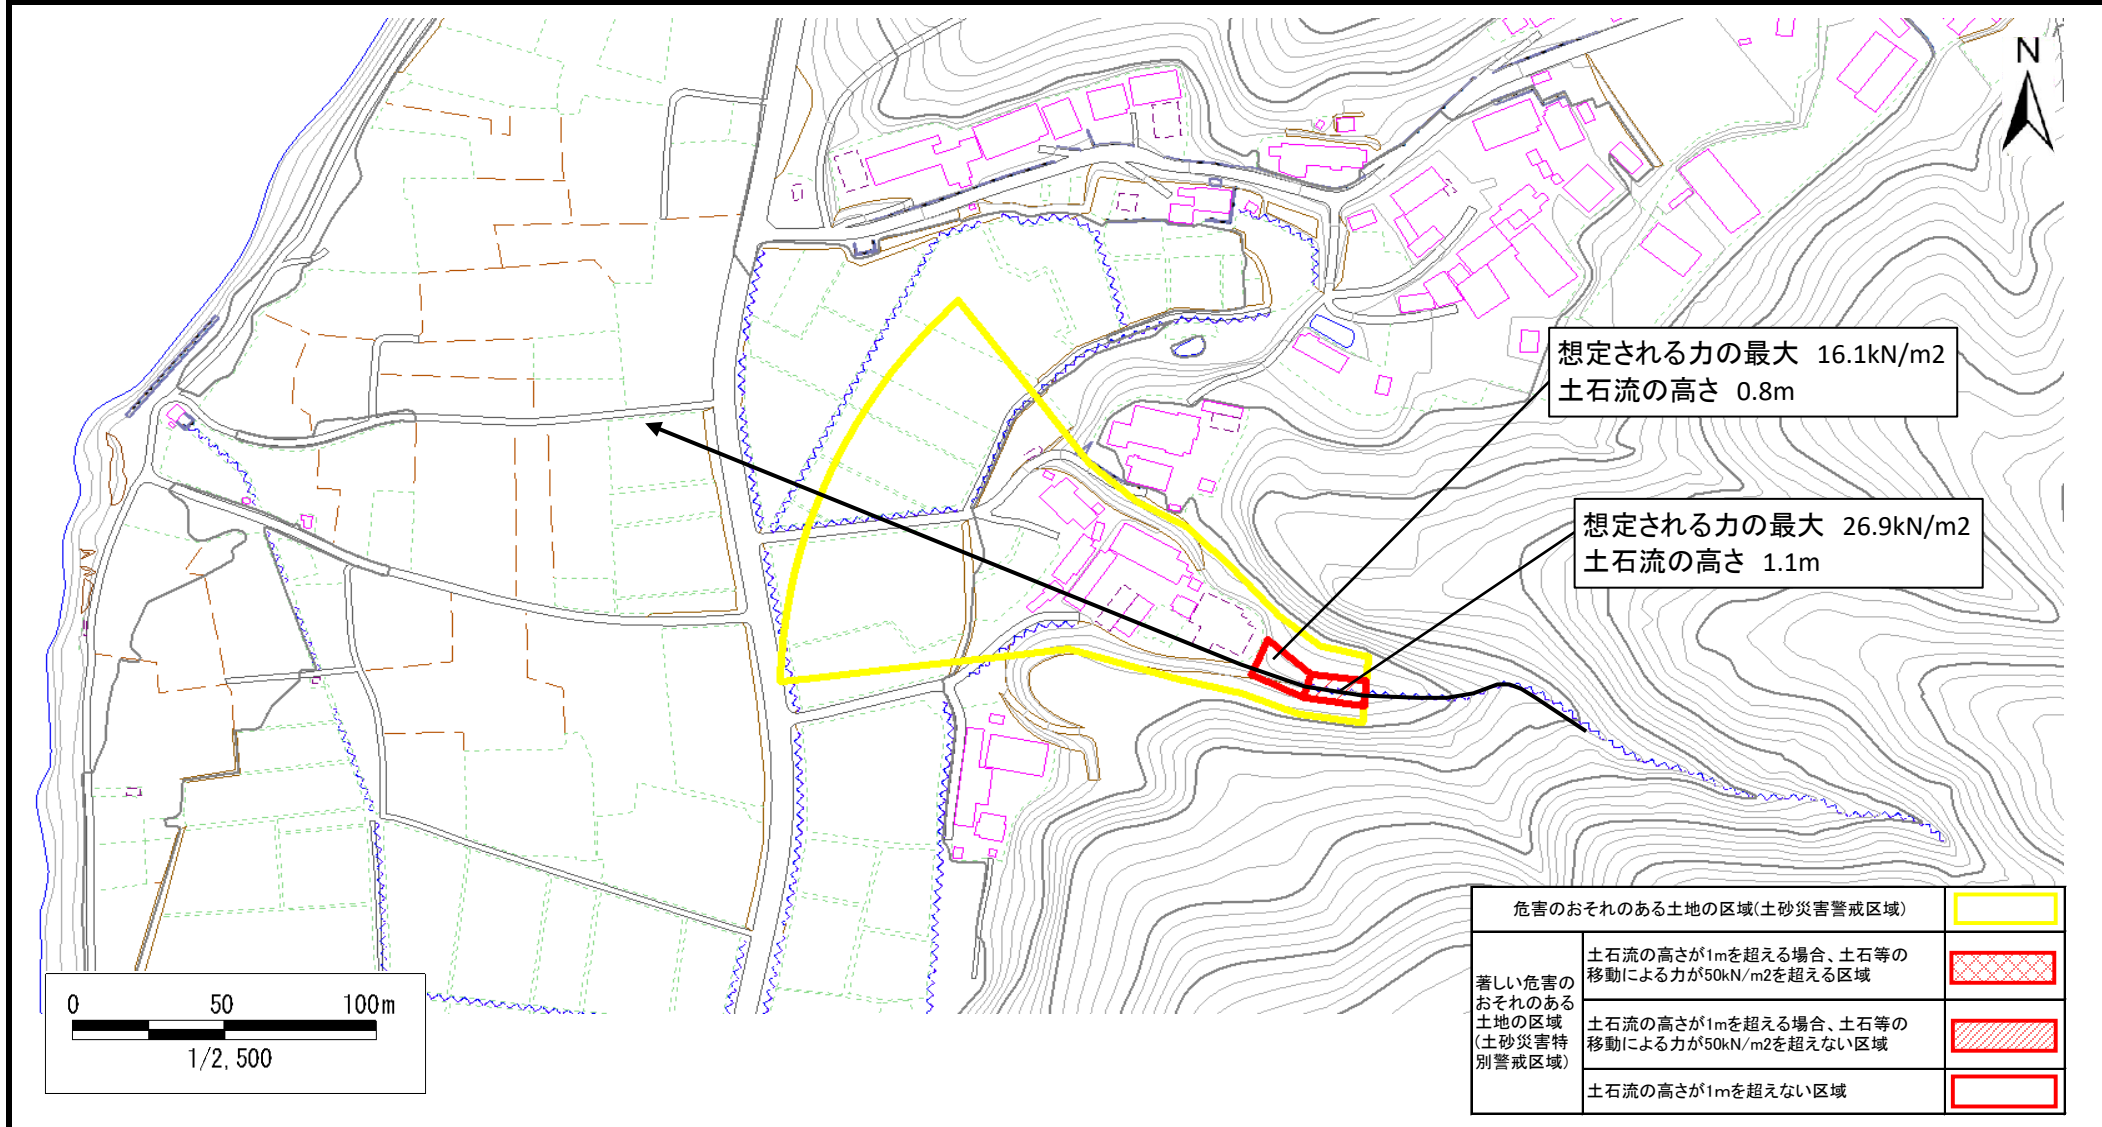 N
想定される力の最大 16.1kN/m2
土石流の高さ 0.8m
想定される力の最大 26.9kN/m2
土石流の高さ 1.1m
危害のおそれのある土地の区域(土砂災害警戒区域)
著しい危害の
おそれのある
土地の区域
(土砂災害特
別警戒区域)
土石流の高さが1mを超える場合、土石等の
移動による力が50kN/m2を超える区域
土石流の高さが1mを超える場合、土石等の
移動による力が50kN/m2を超えない区域
土石流の高さが1mを超えない区域
0 50 100m
1/2,500